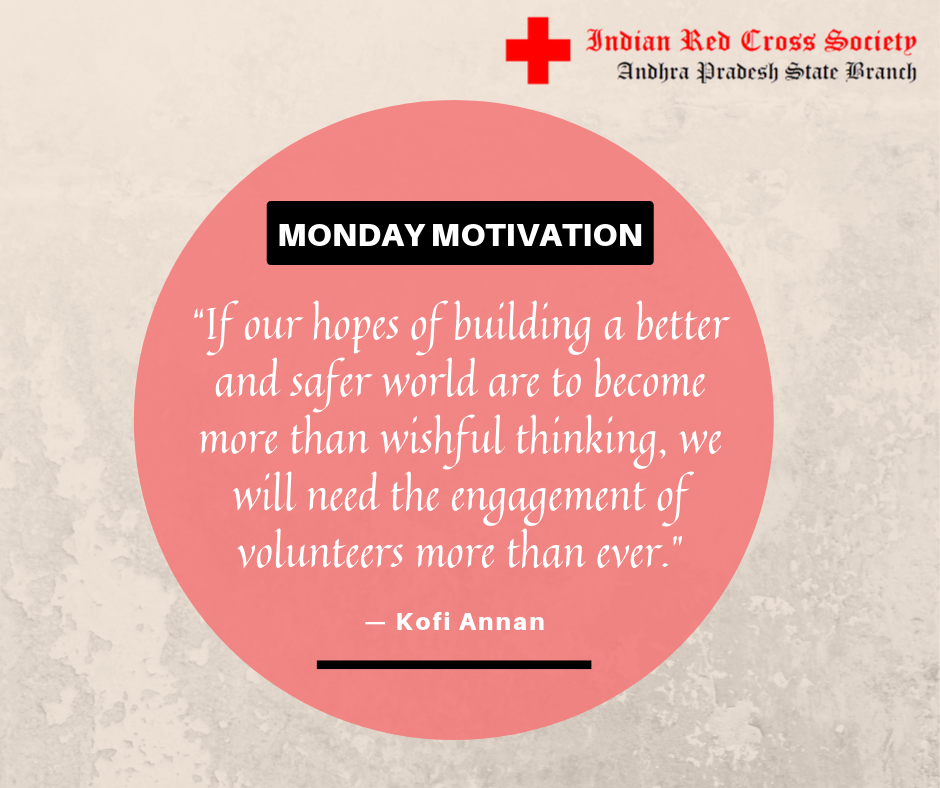 Indian Red Cross Society
Andhra Pradesh State Branch
MONDAY MOTIVATION
“If our hopes of building a better
and safer world are to become
more than wishful thinking, we
will need the engagement of
volunteers more than ever.”
— Kofi Annan